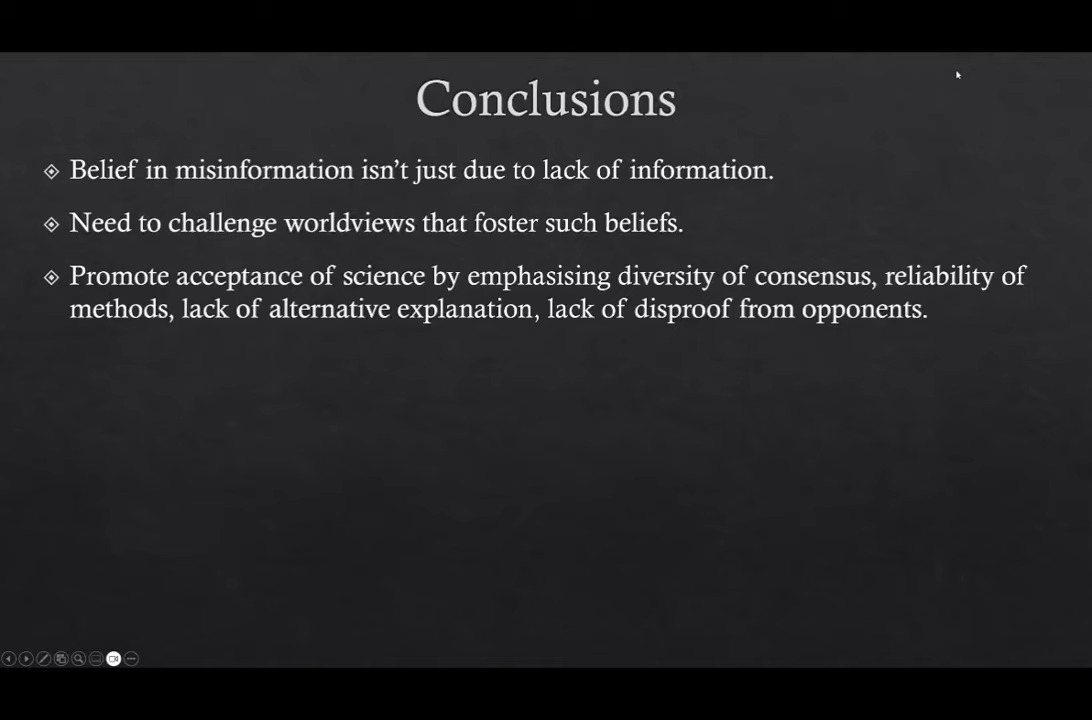 Conclusions
Belief in misinformation isn’t just due to lack of information.
Need to challenge worldviews that foster such beliefs.
Promote acceptance of science by emphasising diversity of consensus, reliability of
methods, lack of alternative explanation, lack of disproof from opponents.